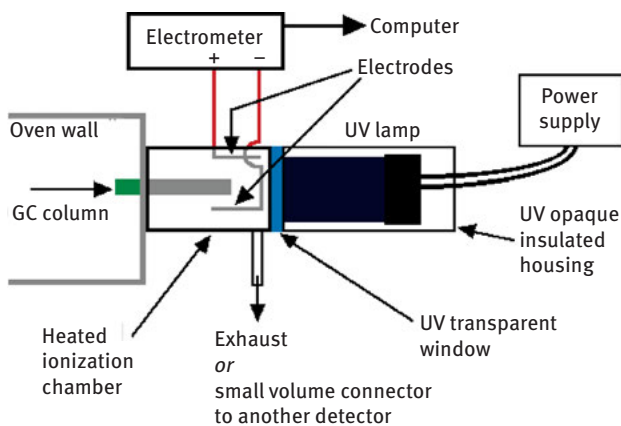 Electrometer
+ −
Computer
Electrodes
Power
supply
Oven wall
UV lamp
GC column
UV opaque
insulated
housing
Heated
ionization
chamber
Exhaust
or
small volume connector
to another detector
UV transparent
window